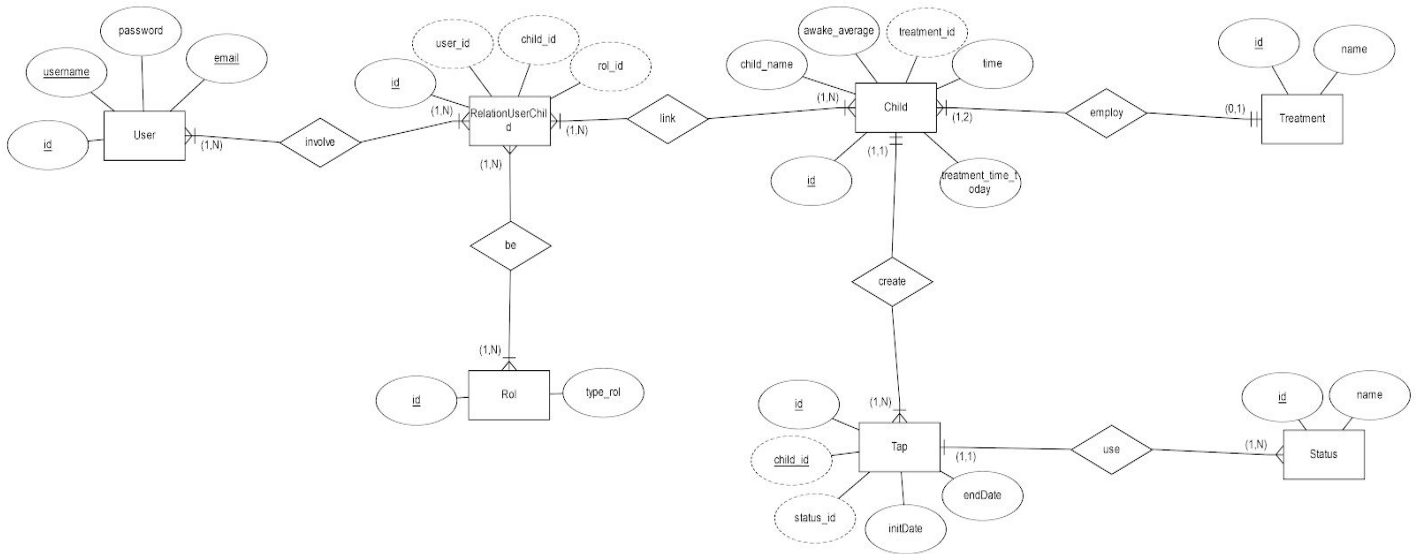 password
username
email
id
User
(1,N)
involve
user_id
child_id
rol_id
id
(1,N)
RelationUserChil
d
(1,N)
(1,N)
link
be
(1,N)
id
Rol
type_rol
awake_average
treatment_id
child_name
time
(1,N)
Child
(1,2)
(1,1)
id
treatment_time_t
oday
employ
(0,1)
id
name
Treatment
create
(1,N)
id
Tap
(1,1)
child_id
status_id
initDate
endDate
use
(1,N)
id
name
Status